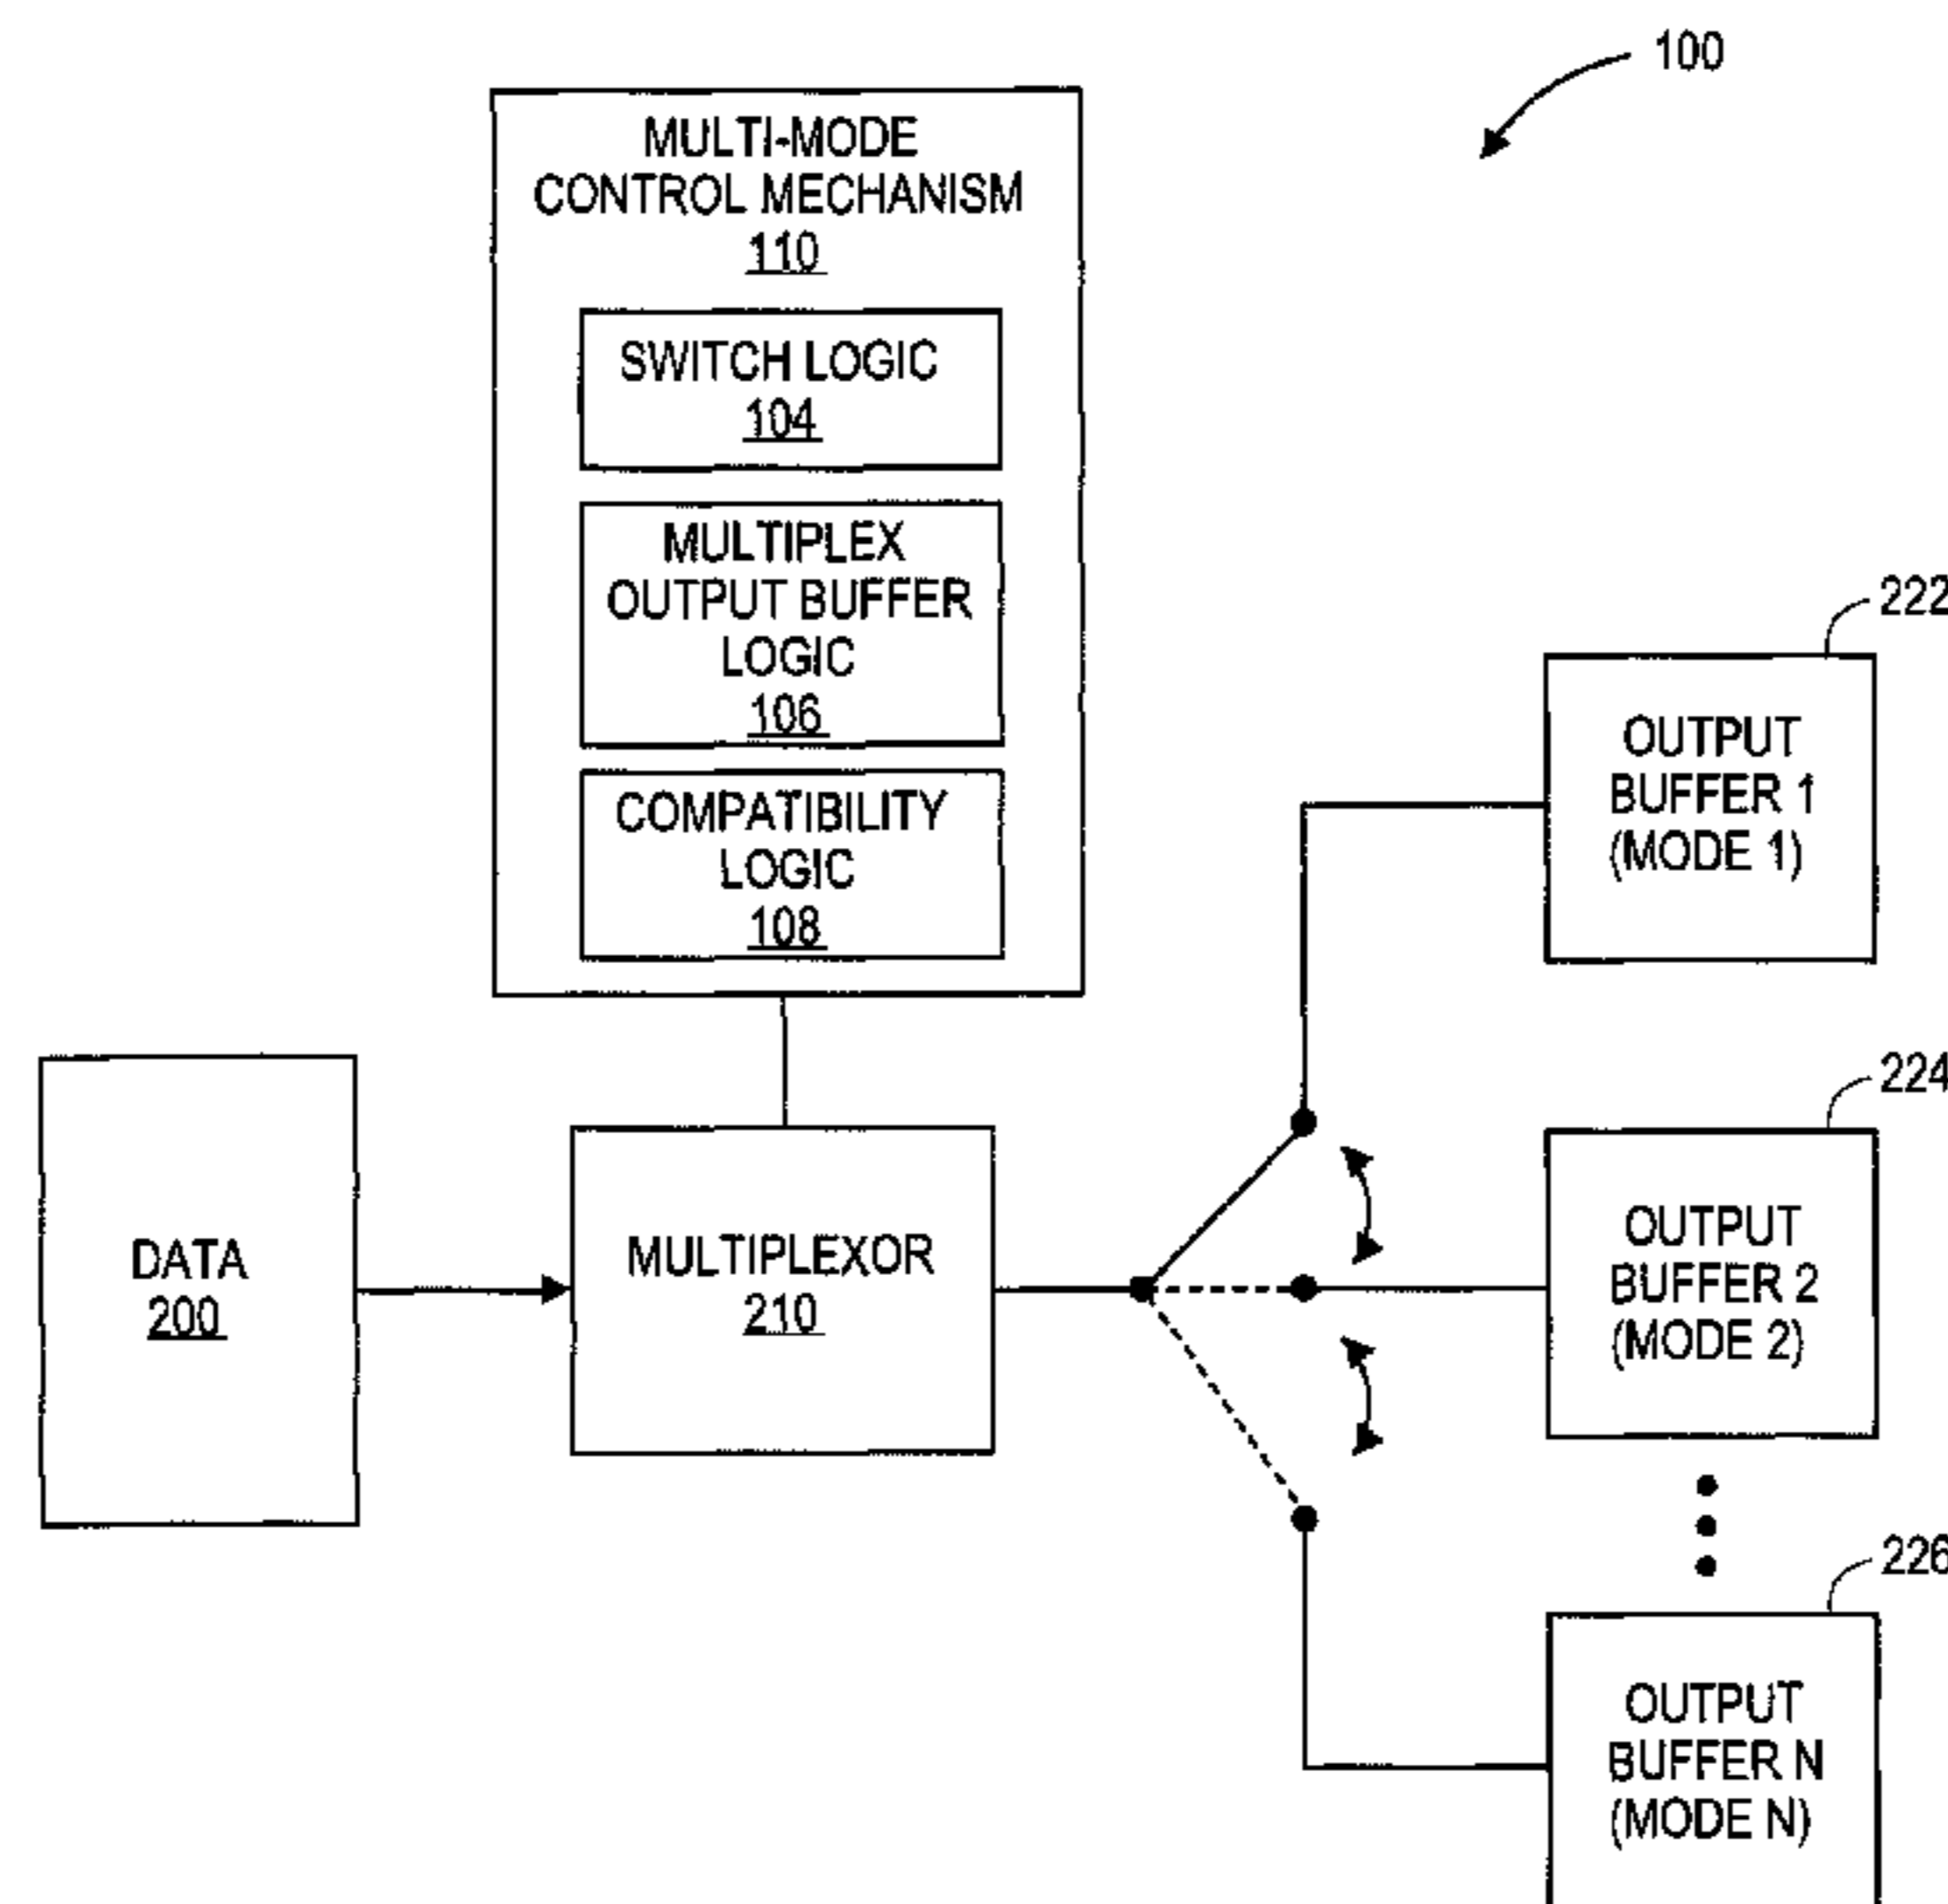 100
MULTI-MODE
CONTROL MECHANISM
110
SWITCH LOGIC
104
MULTIPLEX
OUTPUT BUFFER
LOGIC
106
COMPATIBILITY
LOGIC
108
DATA
200
MULTIPLEXOR
210
222
OUTPUT
BUFFER 1
(MODE 1)
224
OUTPUT
BUFFER 2
(MODE 2)
226
OUTPUT
BUFFER N
(MODE N)